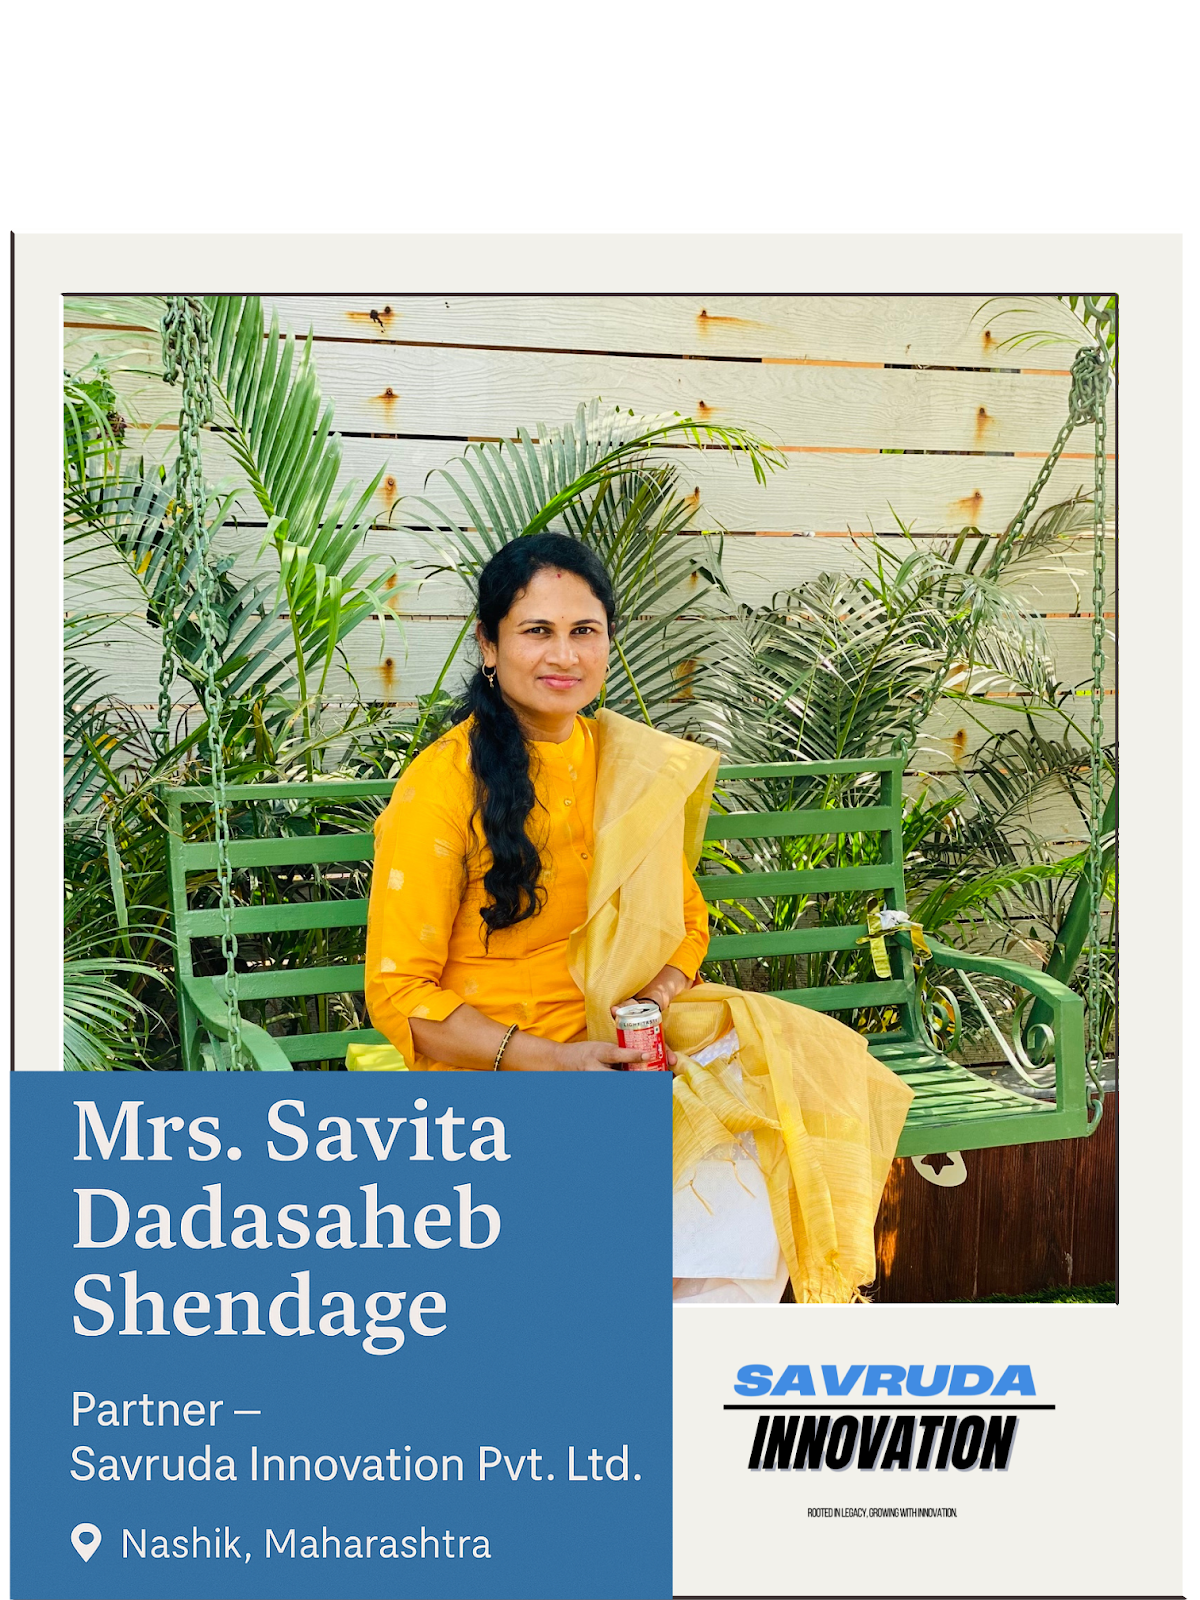 Mrs. Savita
Dadasaheb
Shendage
Partner –
Savruda Innovation Pvt. Ltd.
Nashik, Maharashtra
SAVRUDA
INNOVATION
ROOTED IN LEGACY, GROWING WITH INNOVATION.